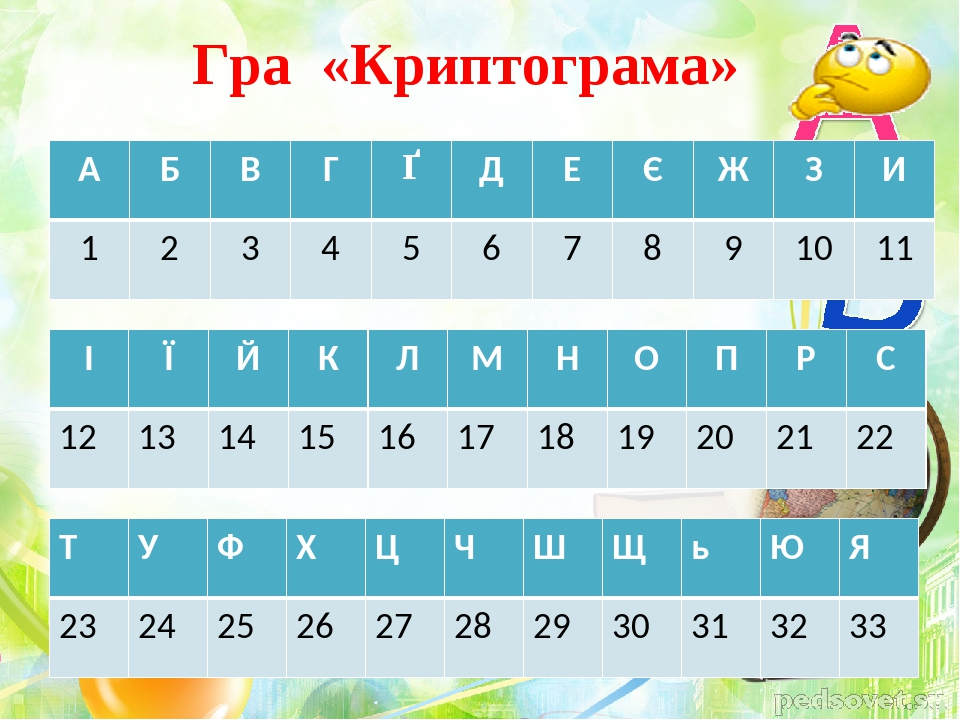 Гра «Криптограма»
А Б В Г Ґ Д Е Є Ж З И
1 2 3 4 5 6 7 8 9 10 11
І Ї Й К Л М Н О П Р С
12 13 14 15 16 17 18 19 20 21 22
Т У Ф Х Ц Ч Ш Щ ь Ю Я
23 24 25 26 27 28 29 30 31 32 33
pedsovet.su